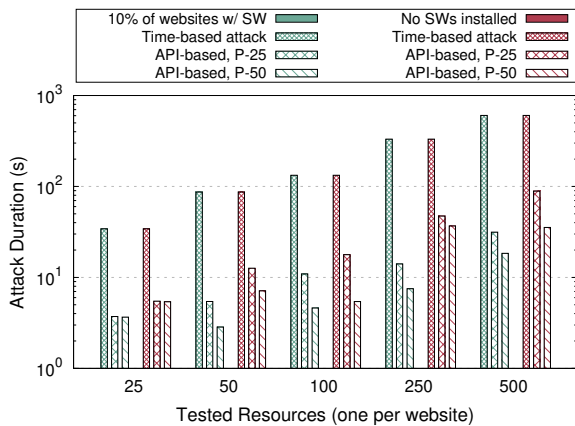 10% of websites w/ SW
Time-based attack
API-based, P-25
API-based, P-50
No SWs installed
Time-based attack
API-based, P-25
API-based, P-50
Attack Duration (s)
10³
10²
10¹
10⁰
25 50 100 250 500
Tested Resources (one per website)